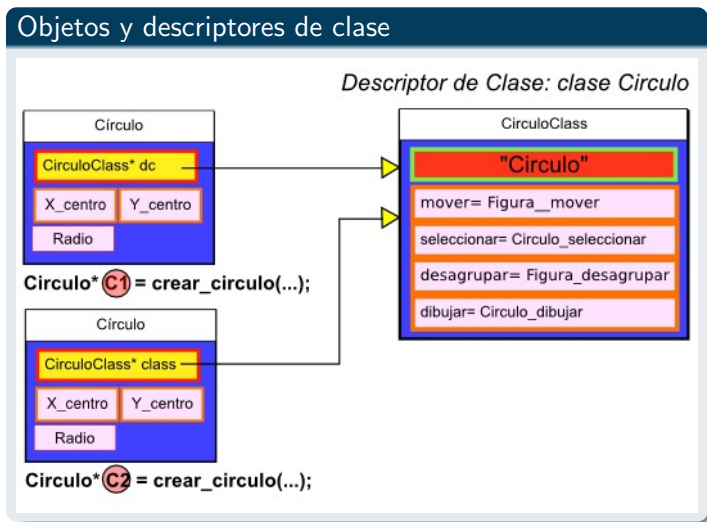 Objetos y descriptores de clase
Descriptor de Clase: clase Circulo
Círculo
CirculoClass* dc
X_centro Y_centro
Radio
Circulo* C1 = crear_circulo(...);
Círculo
CirculoClass* class
X_centro Y_centro
Radio
Circulo* C2 = crear_circulo(...);
CirculoClass
"Circulo"
mover= Figura__mover
seleccionar= Circulo_seleccionar
desagrupar= Figura_desagrupar
dibujar= Circulo_dibujar